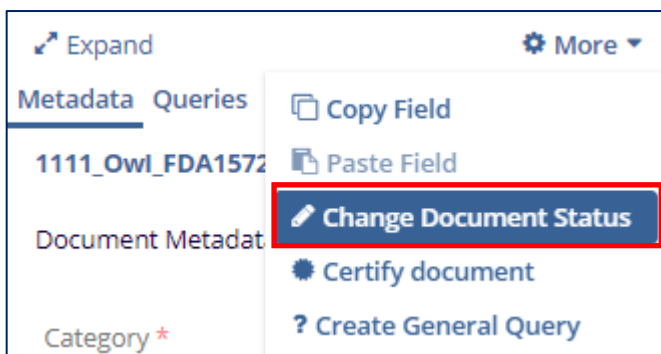 Expand
More
Metadata Queries
Copy Field
1111_Owl_FDA1572
Paste Field
Change Document Status
Document Metadat
Certify document
? Create General Query
Category *